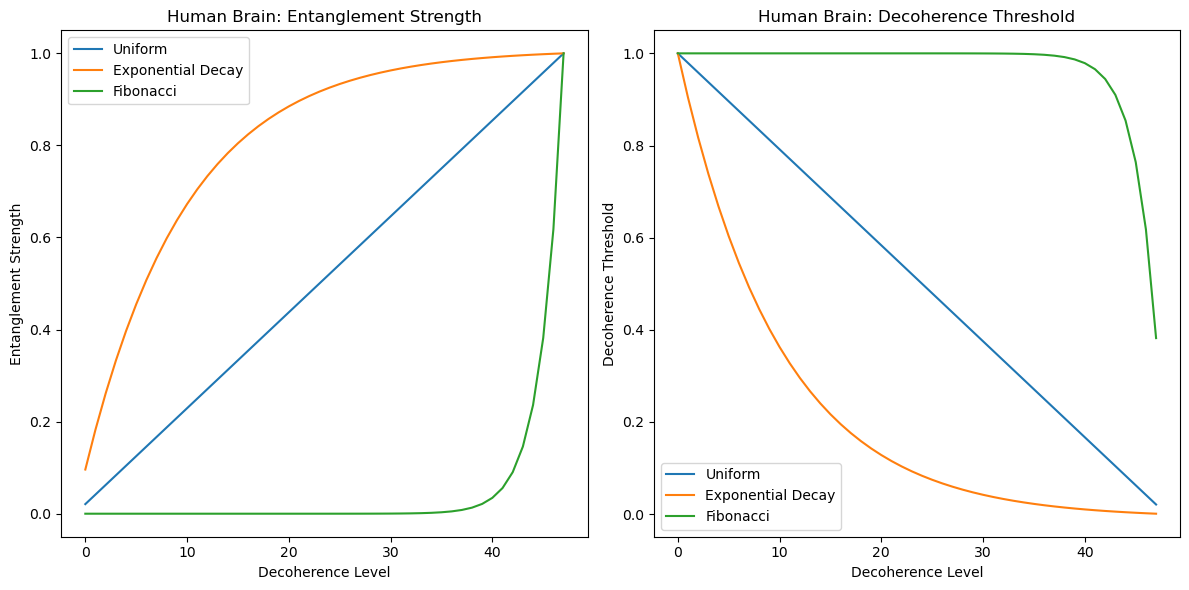 Human Brain: Entanglement Strength
Uniform
Exponential Decay
Fibonacci
Entanglement Strength
1.0
0.8
0.6
0.4
0.2
0.0
0 10 20 30 40
Decoherence Level
Human Brain: Decoherence Threshold
Decoherence Threshold
1.0
0.8
0.6
0.4
0.2
0.0
Uniform
Exponential Decay
Fibonacci
0 10 20 30 40
Decoherence Level